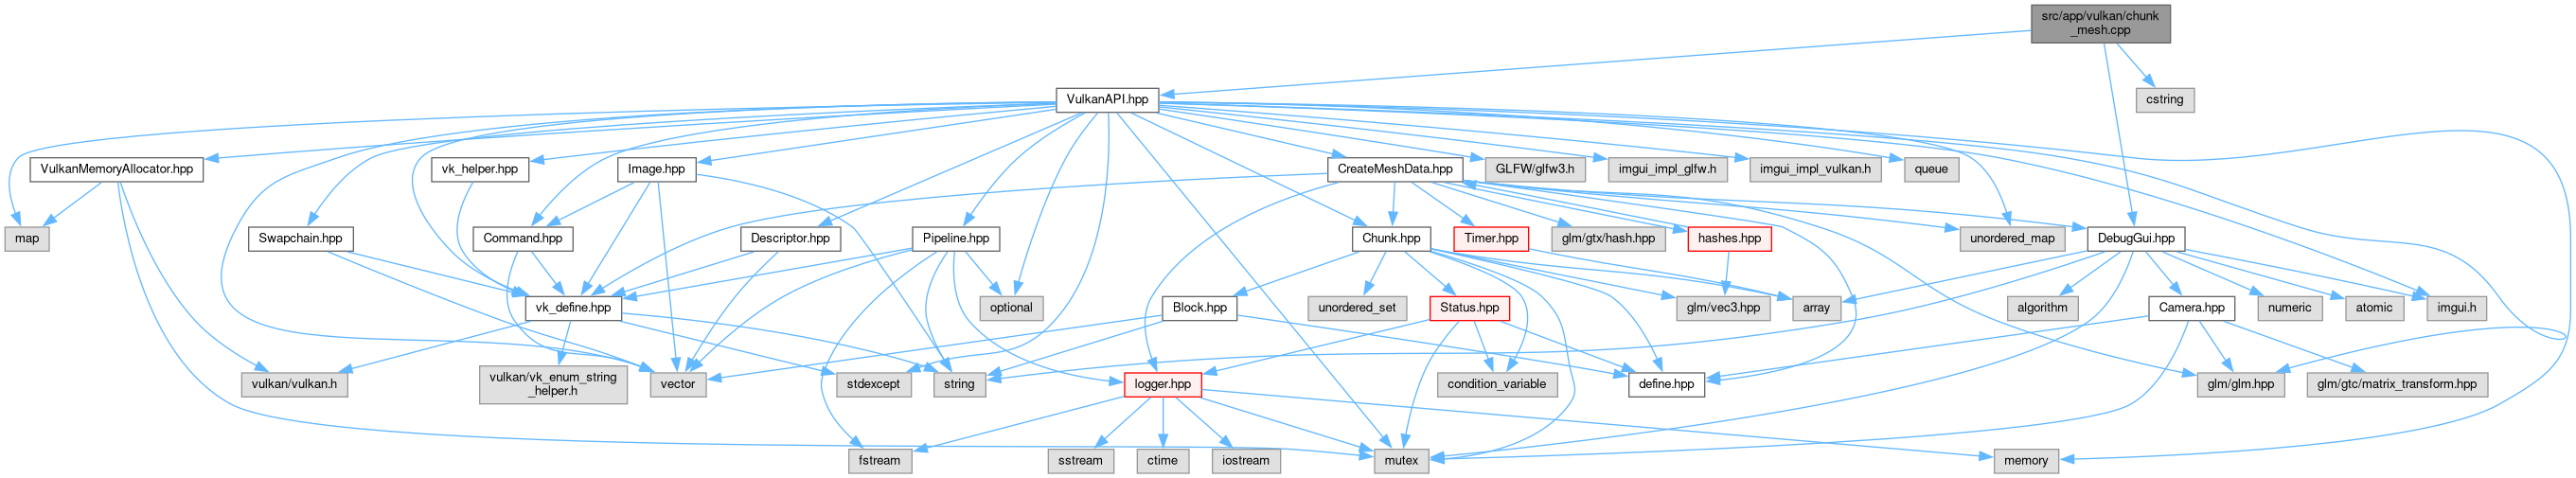 src/app/vulkan/chunk
_mesh.cpp
VulkanAPI.hpp
cstring
VulkanMemoryAllocator.hpp
vk_helper.hpp
Image.hpp
CreateMeshData.hpp
GLFW/glfw3.h
imgui_impl_glfw.h
imgui_impl_vulkan.h
queue
map
Swapchain.hpp
Command.hpp
Descriptor.hpp
Pipeline.hpp
Chunk.hpp
Timer.hpp
glm/gtx/hash.hpp
hashes.hpp
unordered_map
DebugGui.hpp
vk_define.hpp
optional
Block.hpp
unordered_set
Status.hpp
glm/vec3.hpp
array
algorithm
Camera.hpp
numeric
atomic
imgui.h
vulkan/vulkan.h
vulkan/vk_enum_string
_helper.h
vector
stdexcept
string
logger.hpp
condition_variable
define.hpp
glm/glm.hpp
glm/gtc/matrix_transform.hpp
fstream
sstream
ctime
iostream
mutex
memory